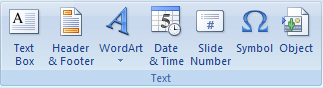 Text Header WordArt Date Slide Symbol Object
Box & Footer & Time Number
Text